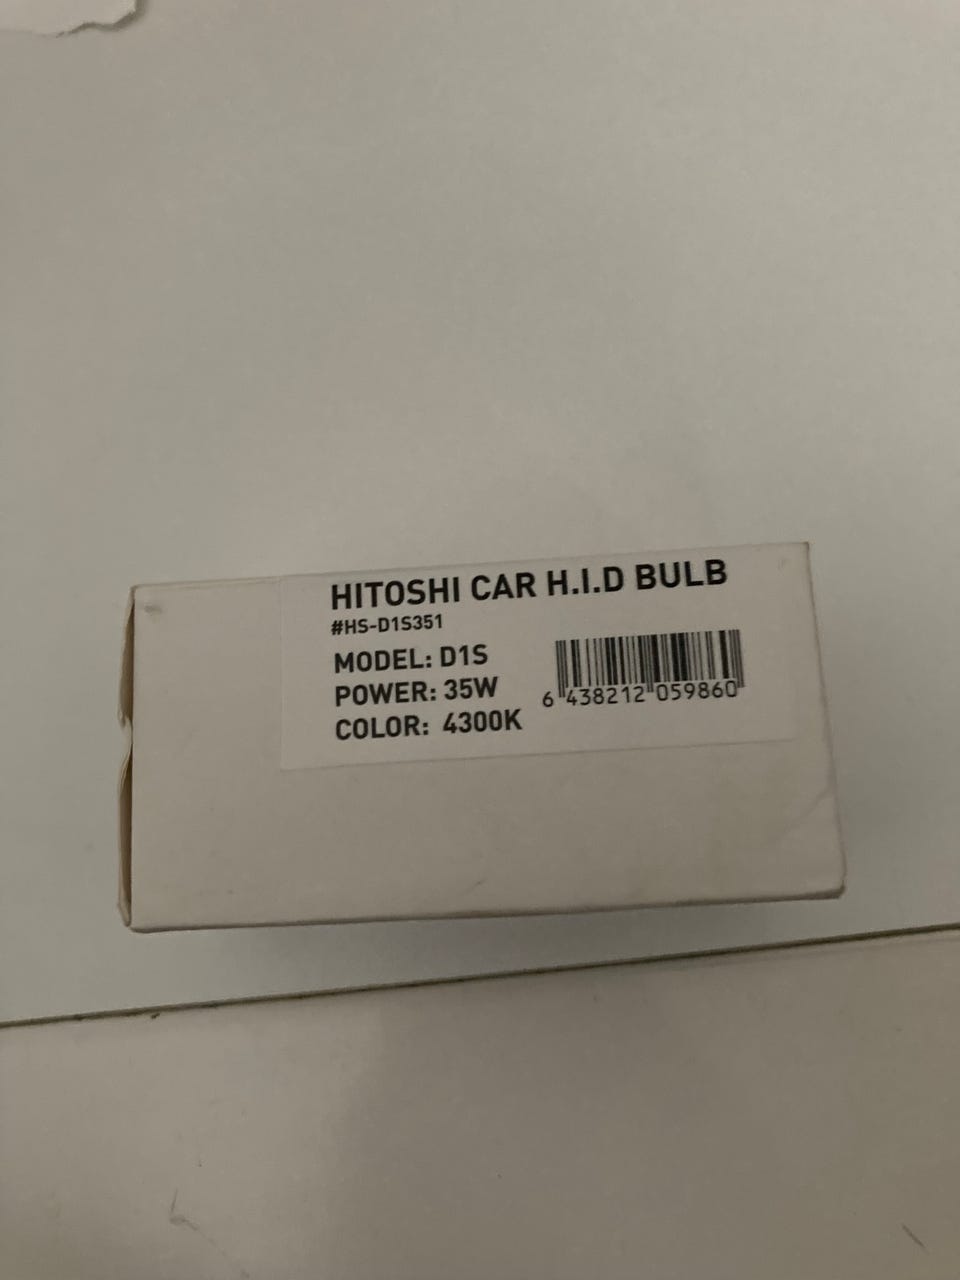 HITOSHI CAR H.I.D BULB
#HS-D1S351
MODEL: D1S
POWER: 35W
COLOR: 4300K
6 438212 059860